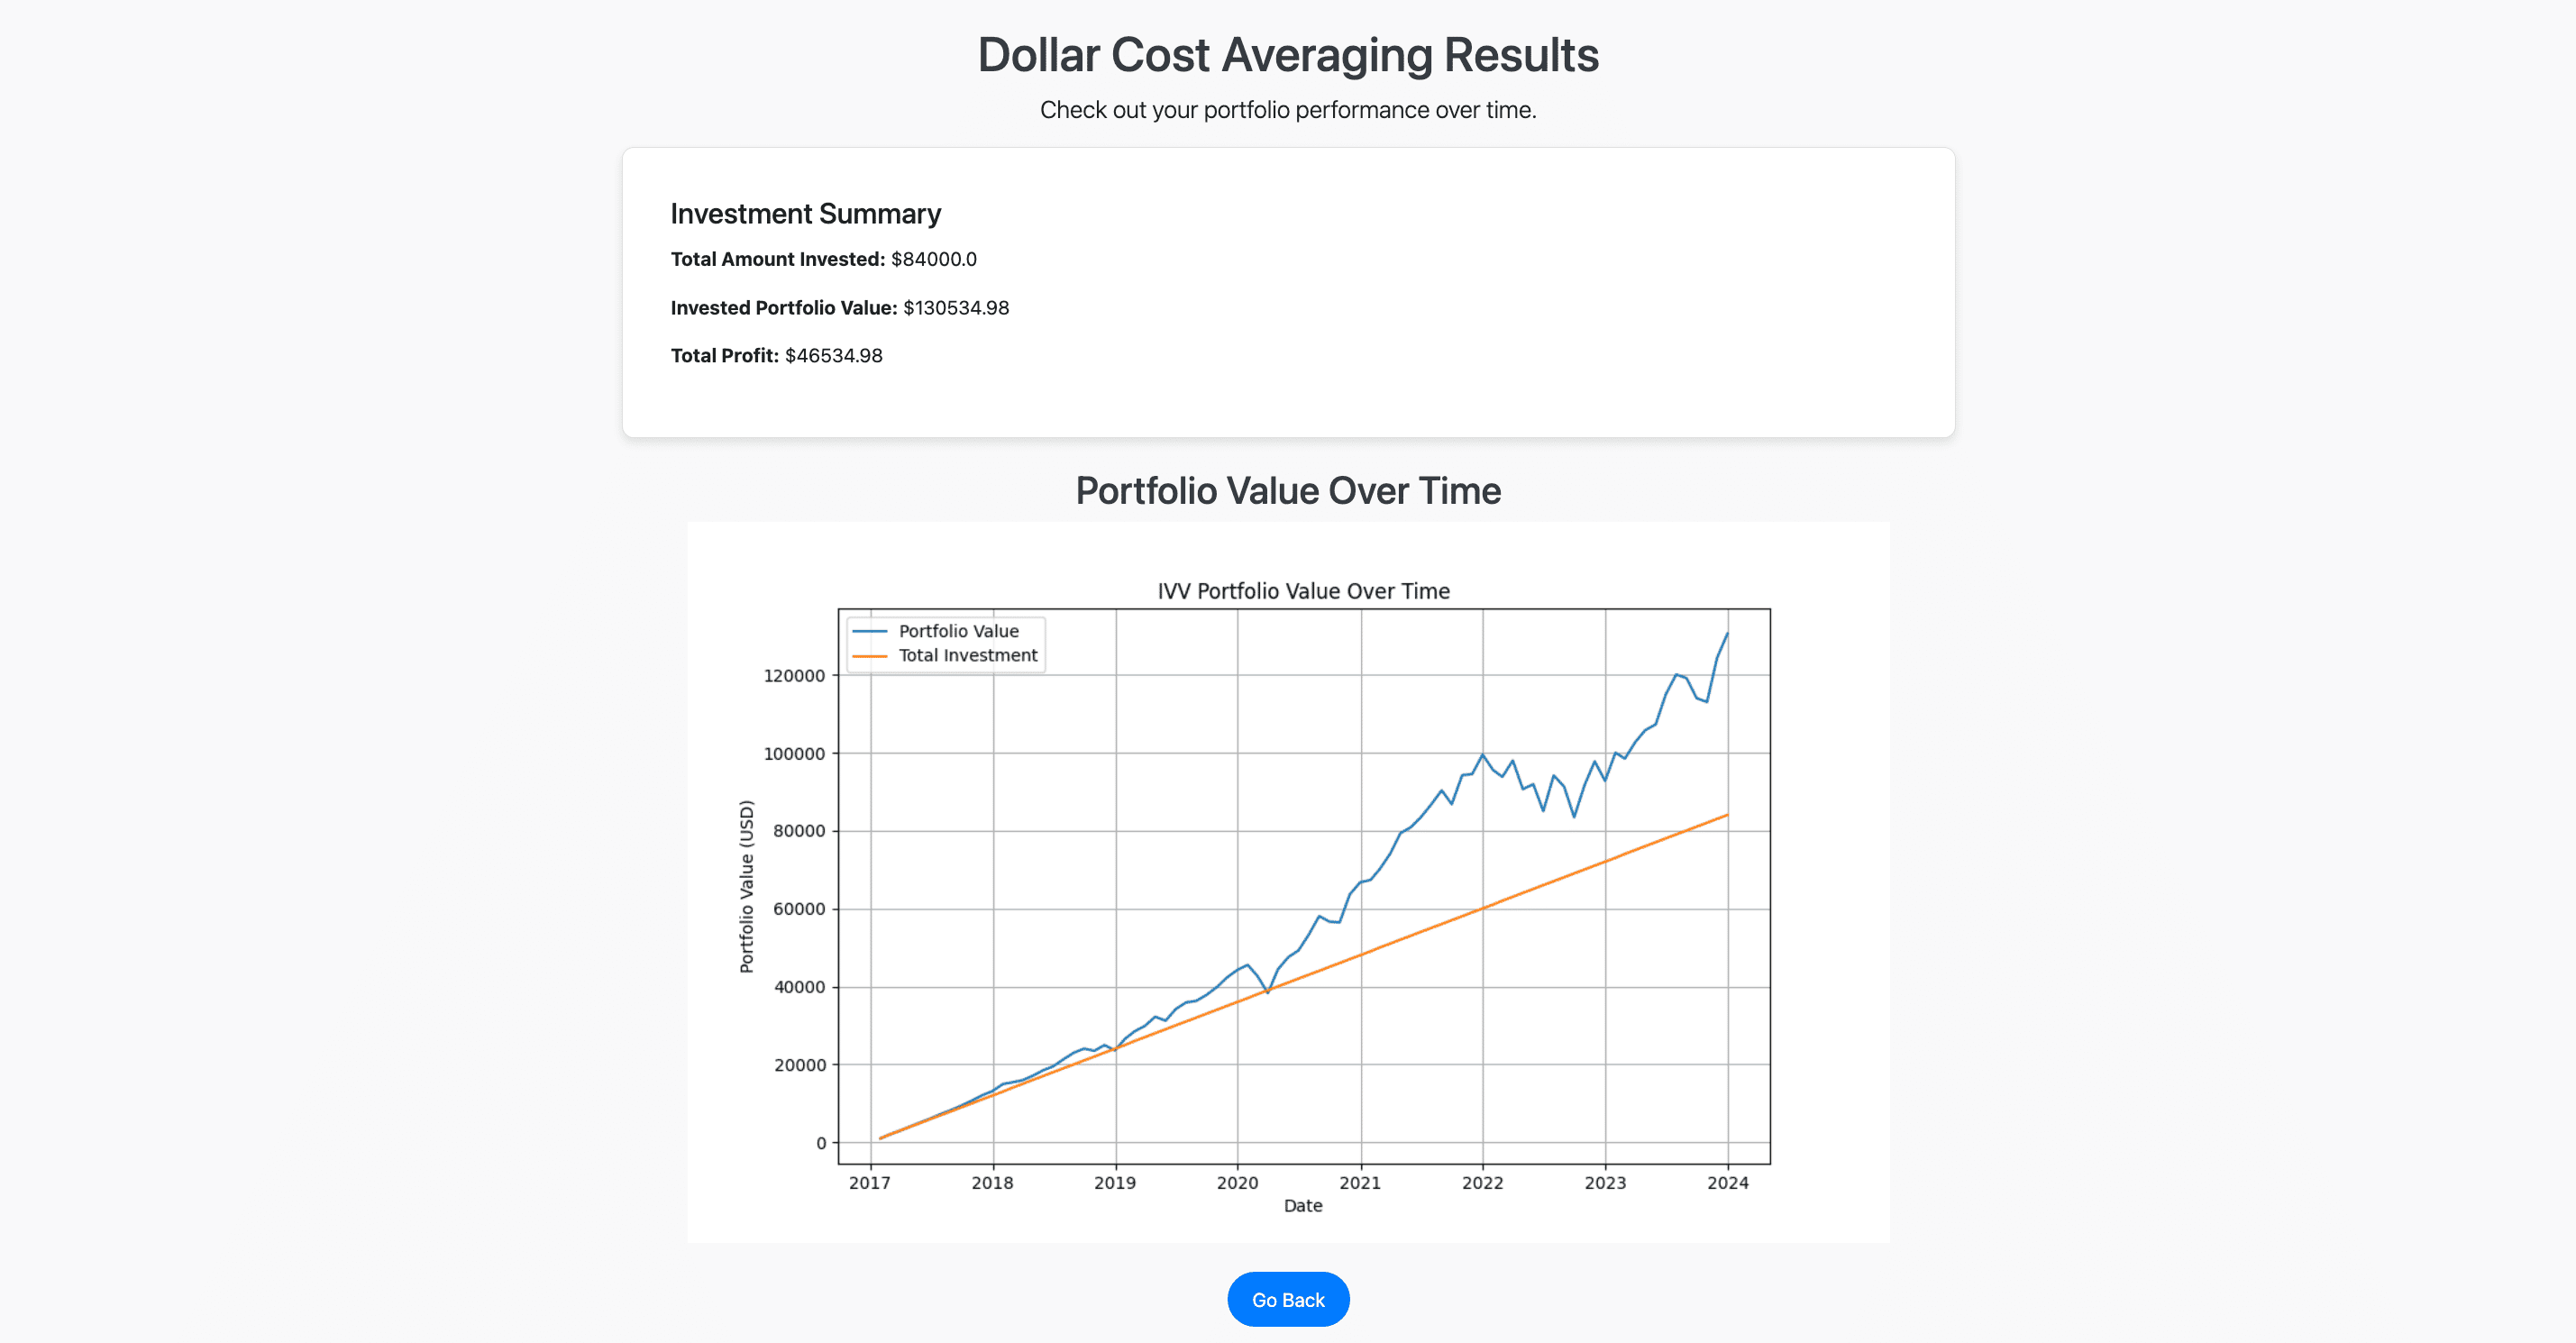 Dollar Cost Averaging Results
Check out your portfolio performance over time.
Investment Summary
Total Amount Invested: $84000.0
Invested Portfolio Value: $130534.98
Total Profit: $46534.98
Portfolio Value Over Time
IVV Portfolio Value Over Time
Portfolio Value
Total Investment
120000
100000
80000
60000
40000
20000
0
Portfolio Value (USD)
2017 2018 2019 2020 2021 2022 2023 2024
Date
Go Back